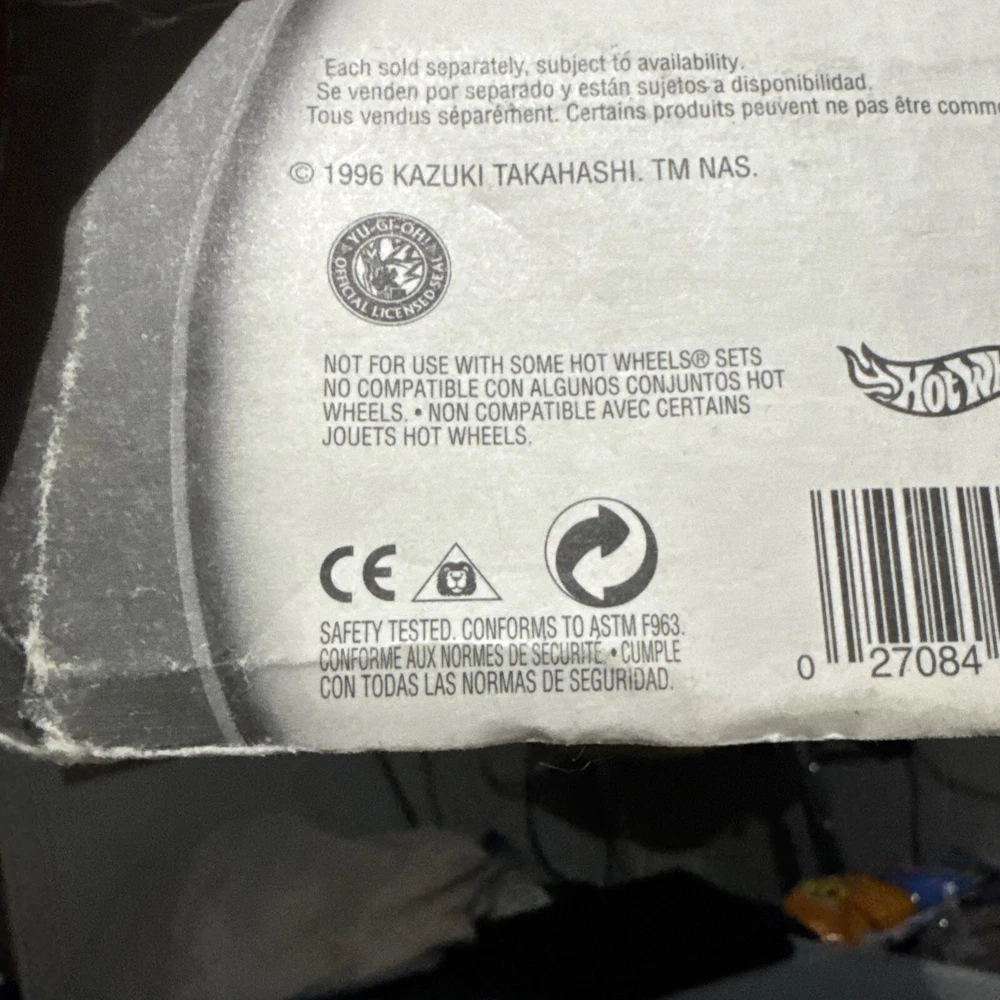 Each sold separately, subject to availability.
Se venden por separado y están sujetos a disponibilidad.
Tous vendus séparément. Certains produits peuvent ne pas être comm
© 1996 KAZUKI TAKAHASHI. TM NAS.
YU-GI-OH!
OFFICIAL LICENSED SEAL
NOT FOR USE WITH SOME HOT WHEELS® SETS
NO COMPATIBLE CON ALGUNOS CONJUNTOS HOT
WHEELS. • NON COMPATIBLE AVEC CERTAINS
JOUETS HOT WHEELS.
HOT WH
CE
SAFETY TESTED. CONFORMS TO ASTM F963.
CONFORME AUX NORMES DE SECURITE. • CUMPLE
CON TODAS LAS NORMAS DE SEGURIDAD.
0 27084